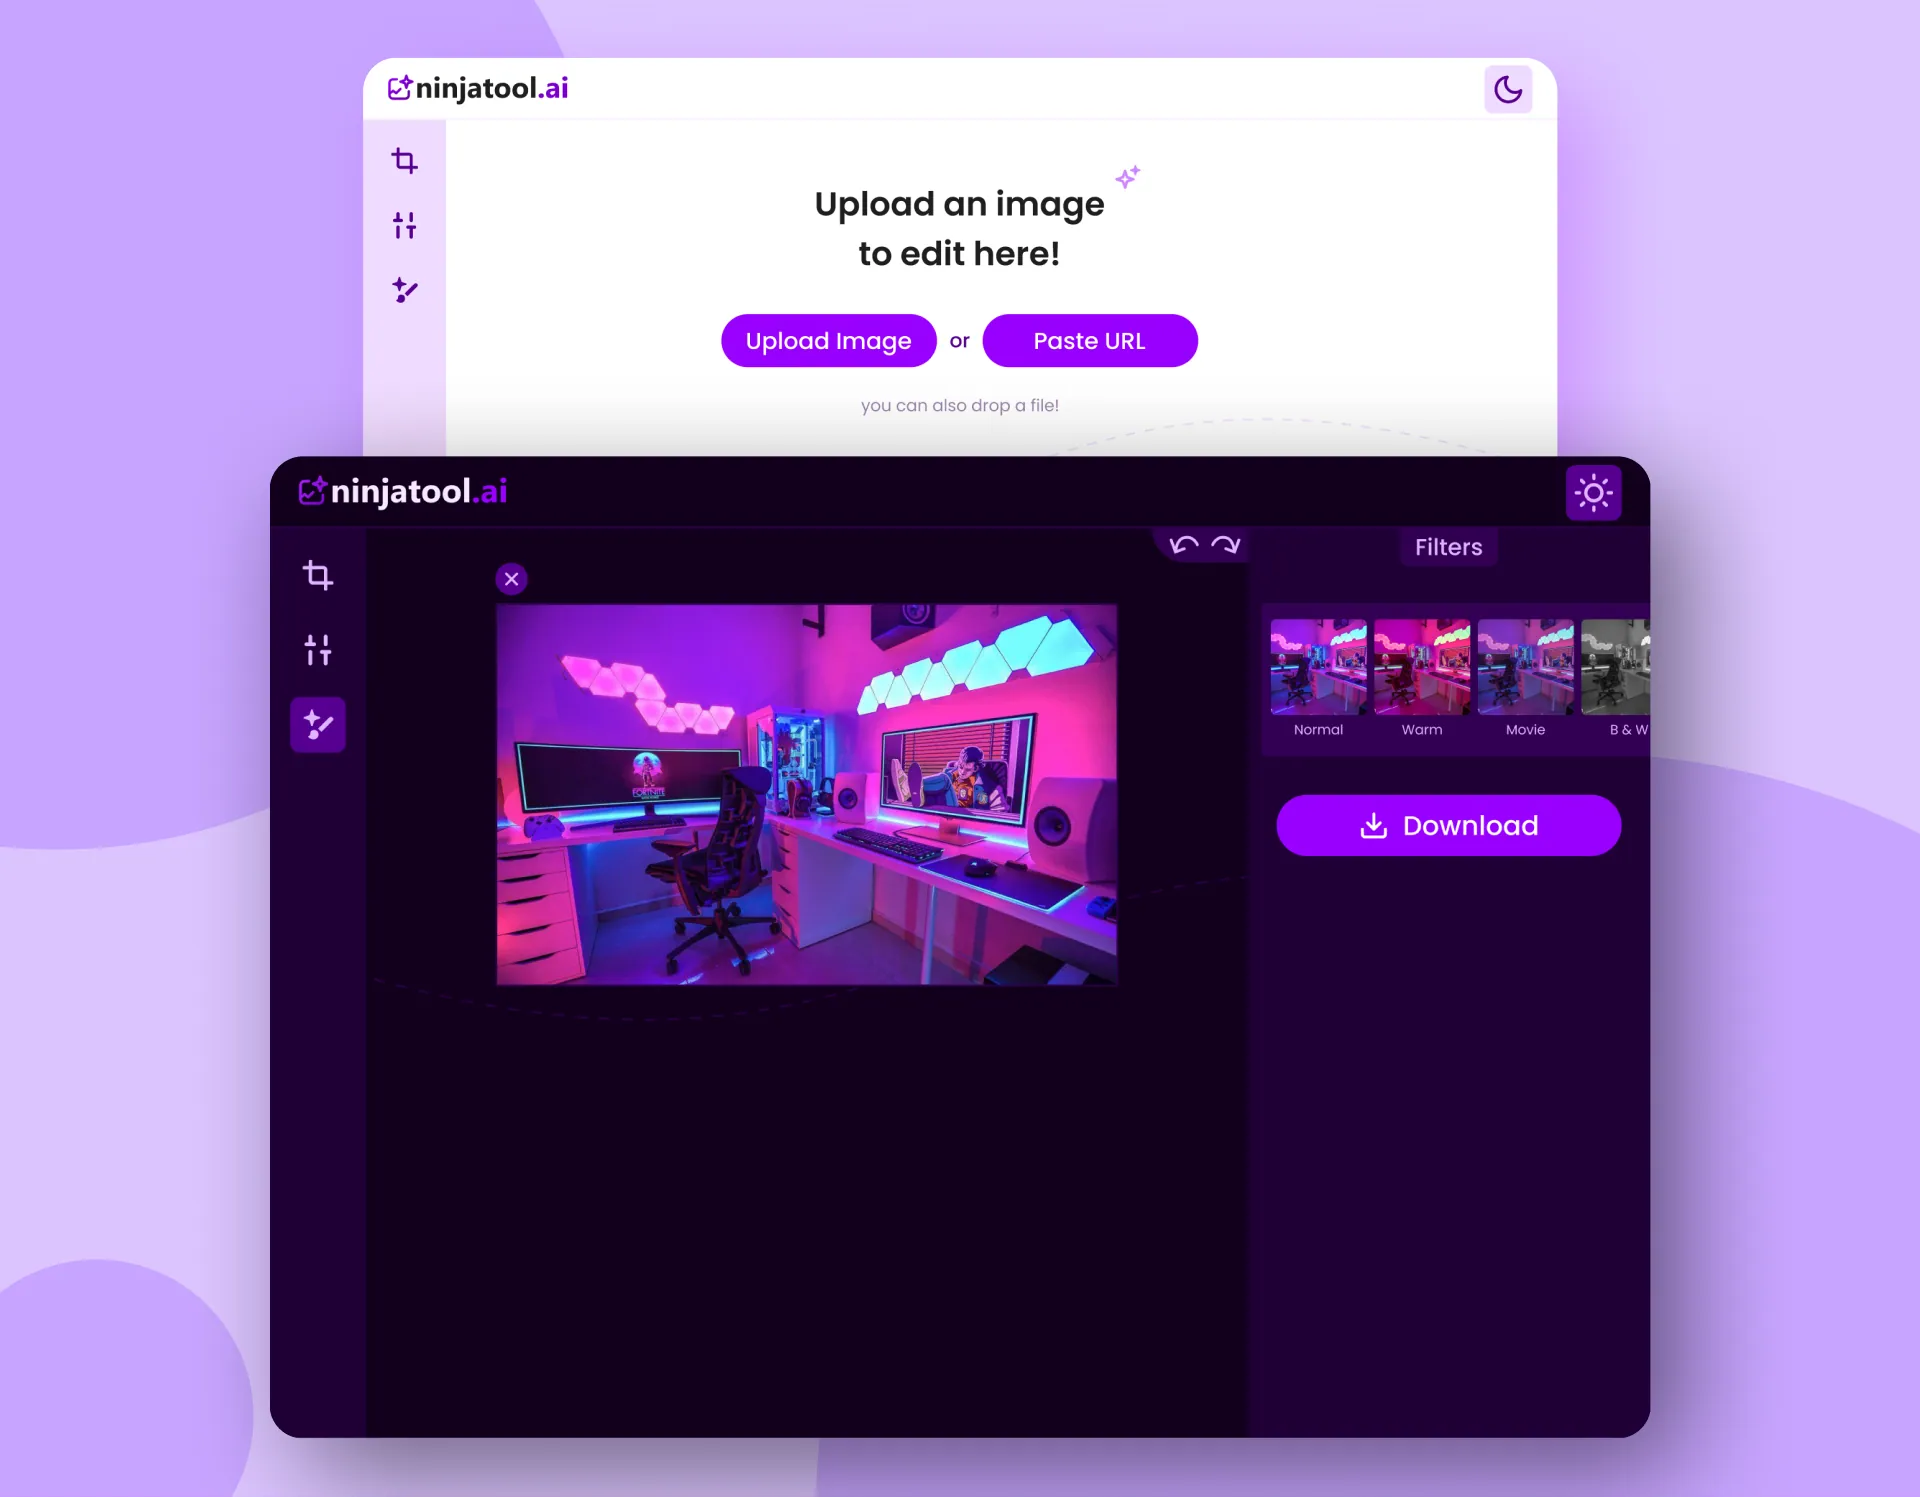 ninjatool.ai
Upload an image
to edit here!
Upload Image or Paste URL
you can also drop a file!
ninjatool.ai
Filters
Normal Warm Movie B & W
Download
FORTNITE